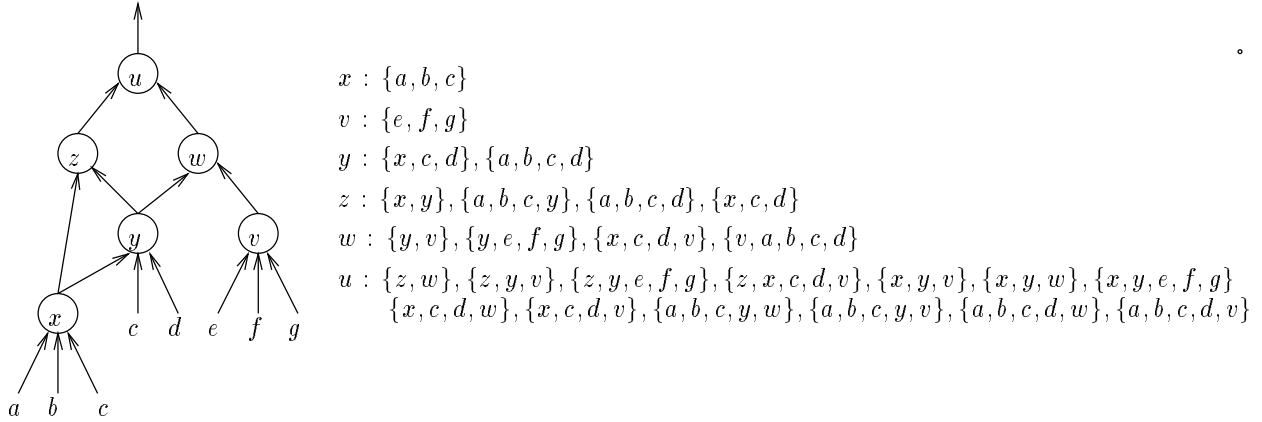 u
z
w
y
v
x
c
d
e
f
g
a
b
c
x : {a, b, c}
v : {e, f, g}
y : {x, c, d}, {a, b, c, d}
z : {x, y}, {a, b, c, y}, {a, b, c, d}, {x, c, d}
w : {y, v}, {y, e, f, g}, {x, c, d, v}, {v, a, b, c, d}
u : {z, w}, {z, y, v}, {z, y, e, f, g}, {z, x, c, d, v}, {x, y, v}, {x, y, w}, {x, y, e, f, g}
{x, c, d, w}, {x, c, d, v}, {a, b, c, y, w}, {a, b, c, y, v}, {a, b, c, d, w}, {a, b, c, d, v}